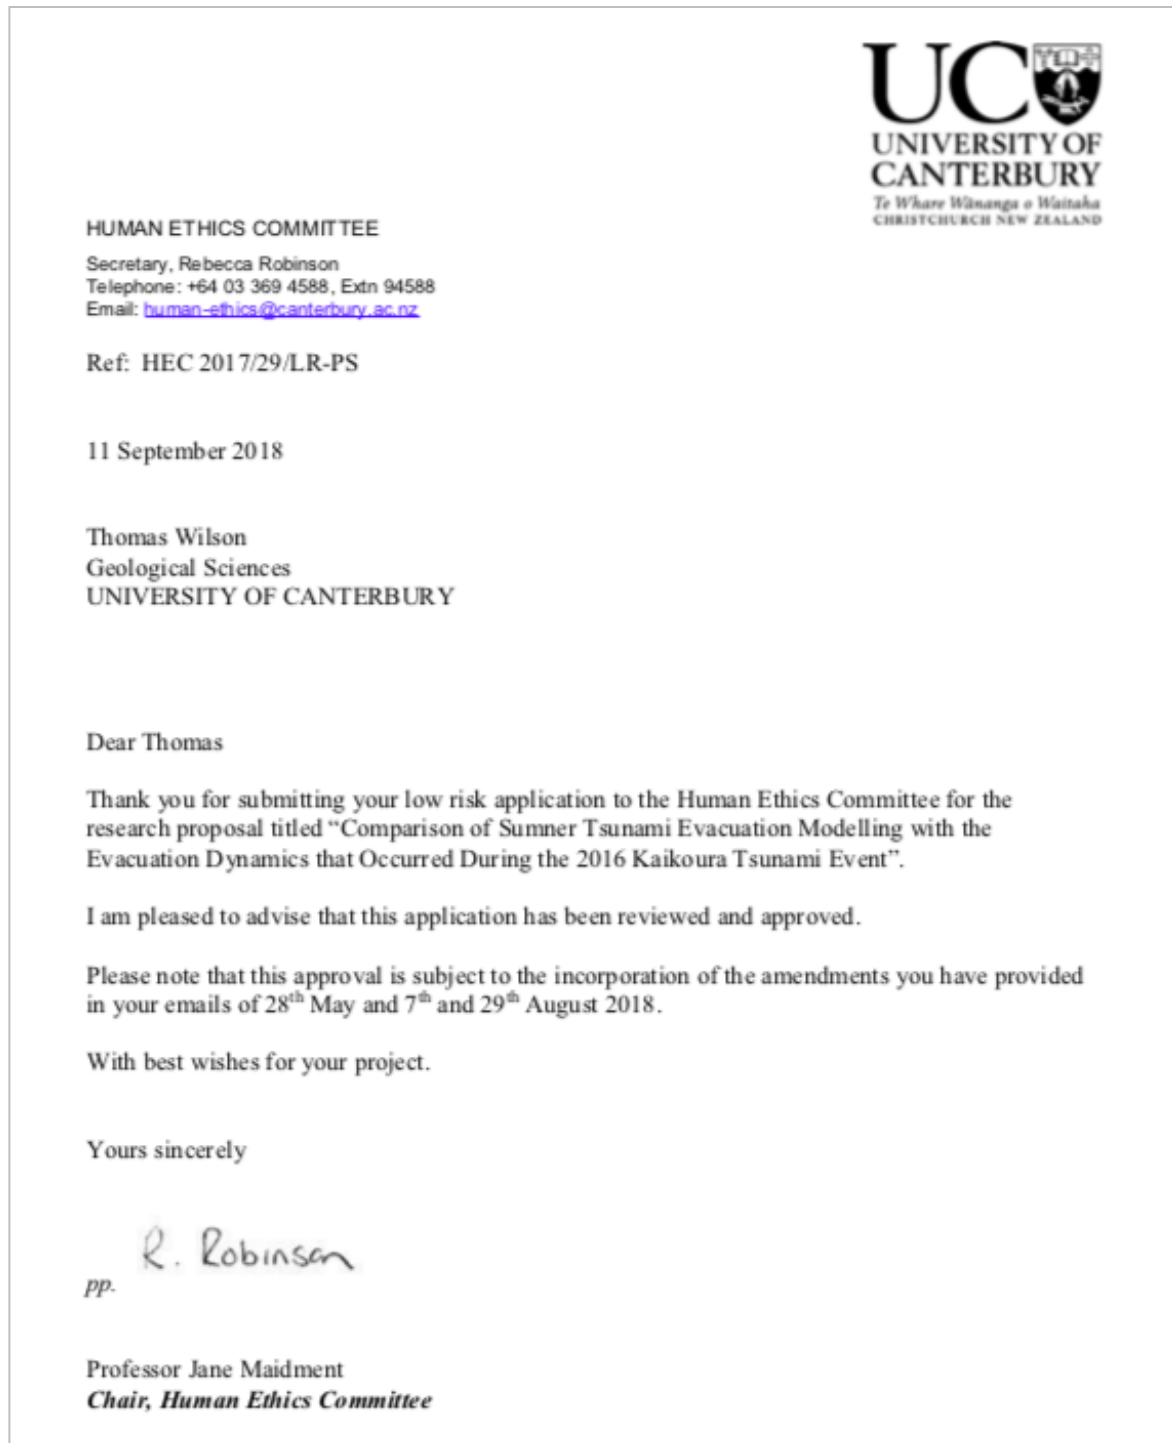 UC
UNIVERSITY OF
CANTERBURY
Te Whare Wānanga o Waitaha
CHRISTCHURCH NEW ZEALAND
HUMAN ETHICS COMMITTEE
Secretary, Rebecca Robinson
Telephone: +64 03 369 4588, Extn 94588
Email: human-ethics@canterbury.ac.nz
Ref: HEC 2017/29/LR-PS
11 September 2018
Thomas Wilson
Geological Sciences
UNIVERSITY OF CANTERBURY
Dear Thomas
Thank you for submitting your low risk application to the Human Ethics Committee for the
research proposal titled “Comparison of Sumner Tsunami Evacuation Modelling with the
Evacuation Dynamics that Occurred During the 2016 Kaikoura Tsunami Event”.
I am pleased to advise that this application has been reviewed and approved.
Please note that this approval is subject to the incorporation of the amendments you have provided
in your emails of 28th May and 7th and 29th August 2018.
With best wishes for your project.
Yours sincerely
R. Robinson
pp.
Professor Jane Maidment
Chair, Human Ethics Committee